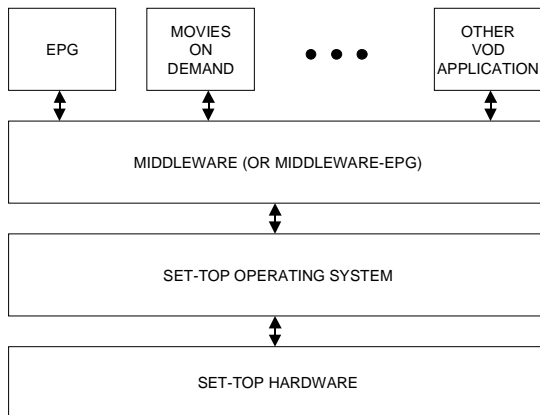 EPG
MOVIES
ON
DEMAND
OTHER
VOD
APPLICATION
MIDDLEWARE (OR MIDDLEWARE-EPG)
SET-TOP OPERATING SYSTEM
SET-TOP HARDWARE